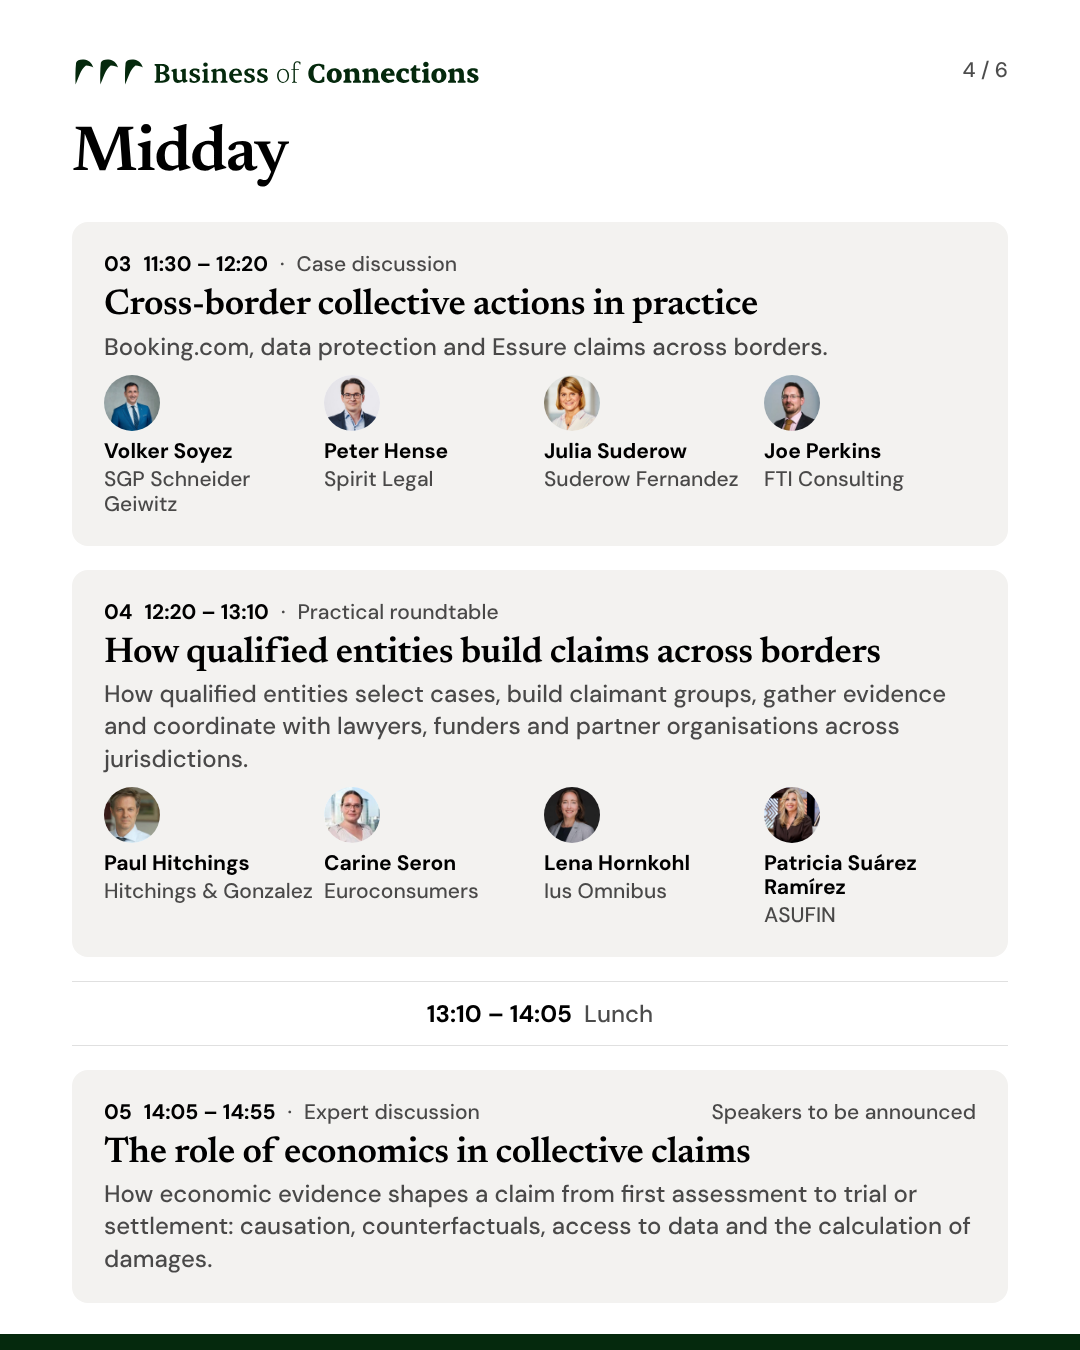 Business of Connections
4 / 6
Midday
03 11:30 – 12:20 · Case discussion
Cross-border collective actions in practice
Booking.com, data protection and Essure claims across borders.
Volker Soyez
SGP Schneider
Geiwitz
Peter Hense
Spirit Legal
Julia Suderow
Suderow Fernandez
Joe Perkins
FTI Consulting
04 12:20 – 13:10 · Practical roundtable
How qualified entities build claims across borders
How qualified entities select cases, build claimant groups, gather evidence
and coordinate with lawyers, funders and partner organisations across
jurisdictions.
Paul Hitchings
Hitchings & Gonzalez
Carine Seron
Euroconsumers
Lena Hornkohl
Ius Omnibus
Patricia Suárez
Ramírez
ASUFIN
13:10 – 14:05 Lunch
05 14:05 – 14:55 · Expert discussion
Speakers to be announced
The role of economics in collective claims
How economic evidence shapes a claim from first assessment to trial or
settlement: causation, counterfactuals, access to data and the calculation of
damages.